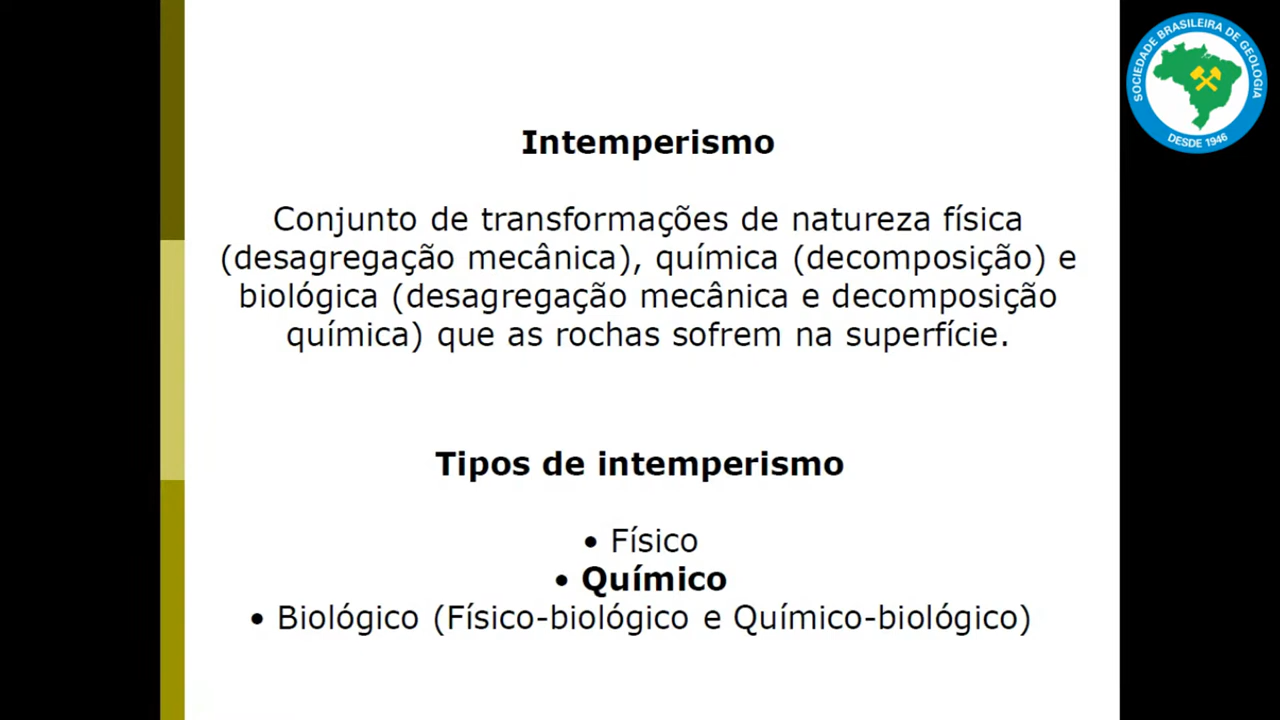 SOCIEDADE BRASILEIRA DE GEOLOGIA
DESDE 1946
Intemperismo
Conjunto de transformações de natureza física
(desagregação mecânica), química (decomposição) e
biológica (desagregação mecânica e decomposição
química) que as rochas sofrem na superfície.
Tipos de intemperismo
• Físico
• Químico
• Biológico (Físico-biológico e Químico-biológico)